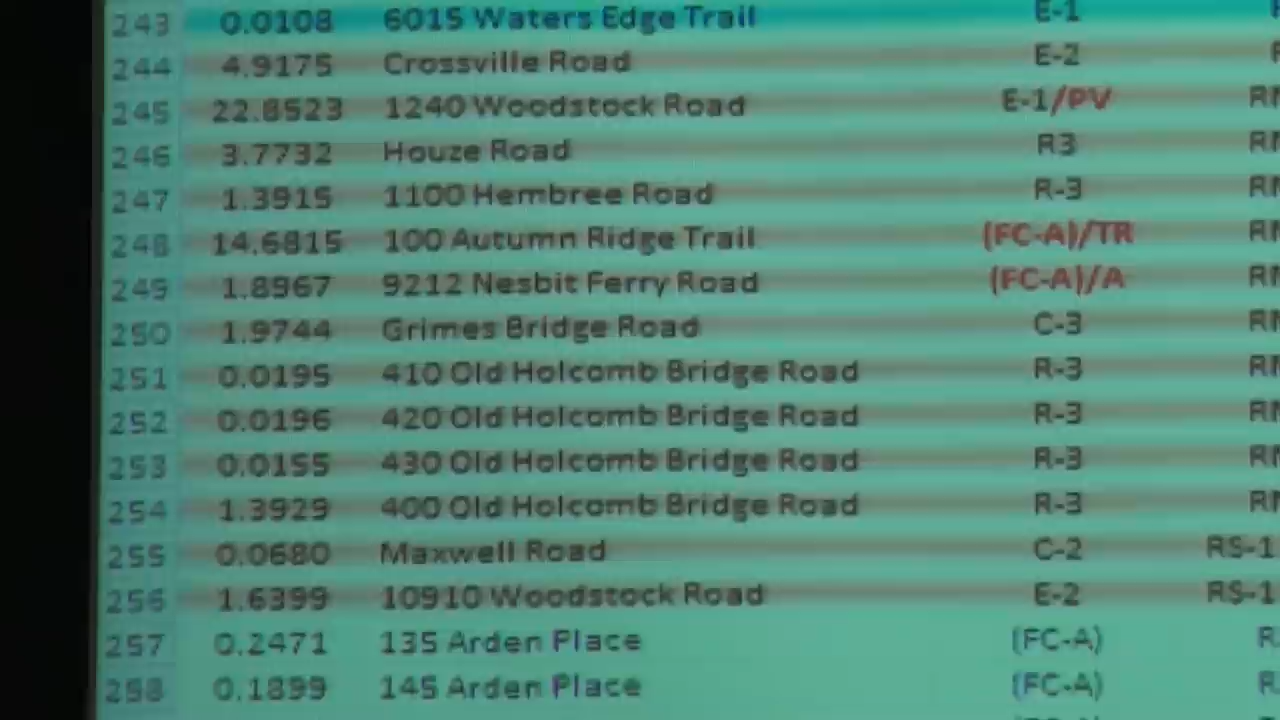 243 0.0108 6015 Waters Edge Trail E-1
244 4.9175 Crossville Road E-2
245 22.8523 1240 Woodstock Road E-1/PV
246 3.7732 Houze Road R3
247 1.3915 1100 Hembree Road R-3
248 14.6815 100 Autumn Ridge Trail (FC-A)/TR
249 1.8967 9212 Nesbit Ferry Road (FC-A)/A
250 1.9744 Grimes Bridge Road C-3
251 0.0195 410 Old Holcomb Bridge Road R-3
252 0.0196 420 Old Holcomb Bridge Road R-3
253 0.0155 430 Old Holcomb Bridge Road R-3
254 1.3929 400 Old Holcomb Bridge Road R-3
255 0.0680 Maxwell Road C-2 RS-1
256 1.6399 10910 Woodstock Road E-2 RS-1
257 0.2471 135 Arden Place (FC-A)
258 0.1899 145 Arden Place (FC-A)